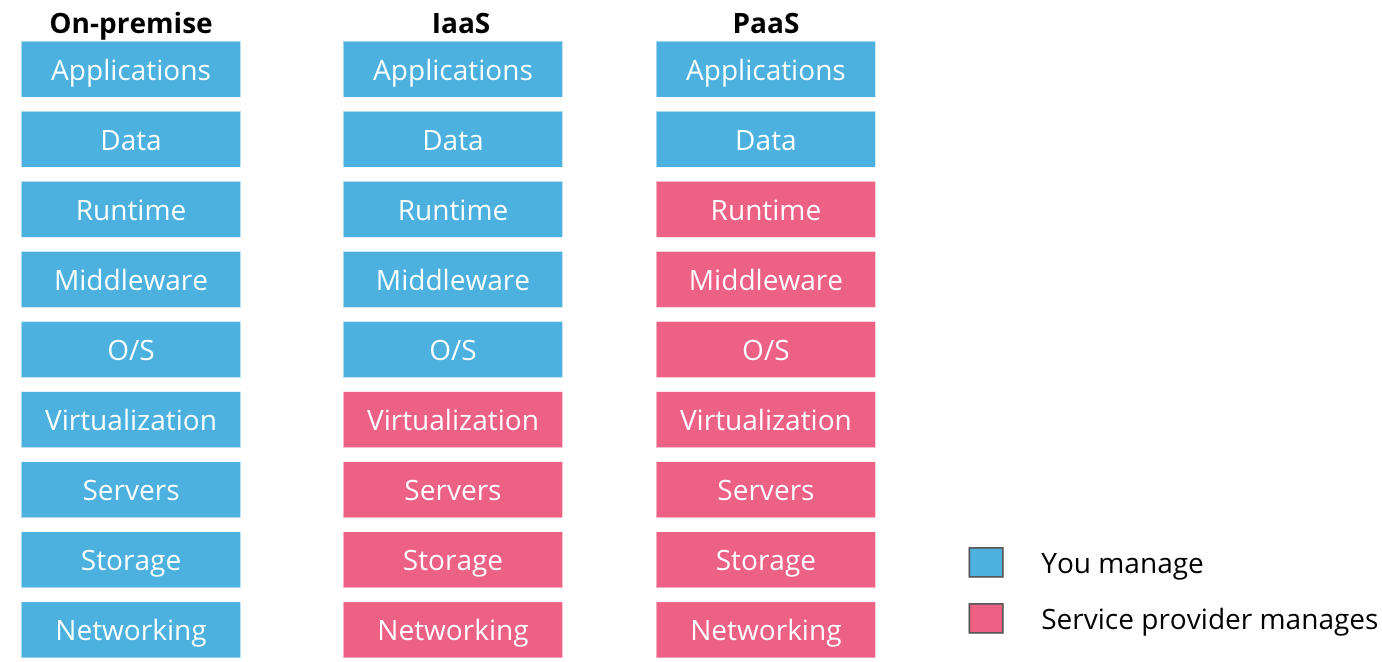 On-premise
IaaS
PaaS
Applications
Applications
Applications
Data
Data
Data
Runtime
Runtime
Runtime
Middleware
Middleware
Middleware
O/S
O/S
O/S
Virtualization
Virtualization
Virtualization
Servers
Servers
Servers
Storage
Storage
Storage
Networking
Networking
Networking
You manage
Service provider manages